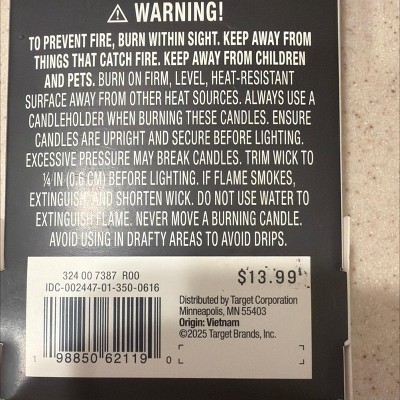 ⚠ WARNING!
TO PREVENT FIRE, BURN WITHIN SIGHT. KEEP AWAY FROM
THINGS THAT CATCH FIRE. KEEP AWAY FROM CHILDREN
AND PETS. BURN ON FIRM, LEVEL, HEAT-RESISTANT
SURFACE AWAY FROM OTHER HEAT SOURCES. ALWAYS USE A
CANDLEHOLDER WHEN BURNING THESE CANDLES. ENSURE
CANDLES ARE UPRIGHT AND SECURE BEFORE LIGHTING.
EXCESSIVE PRESSURE MAY BREAK CANDLES. TRIM WICK TO
¼ IN (0.6 CM) BEFORE LIGHTING. IF FLAME SMOKES,
EXTINGUISH, AND SHORTEN WICK. DO NOT USE WATER TO
EXTINGUISH FLAME. NEVER MOVE A BURNING CANDLE.
AVOID USING IN DRAFTY AREAS TO AVOID DRIPS.
324 00 7387 R00
IDC-002447-01-350-0616
1 98850 62119 0
$13.99
Distributed by Target Corporation
Minneapolis, MN 55403
Origin: Vietnam
©2025 Target Brands, Inc.